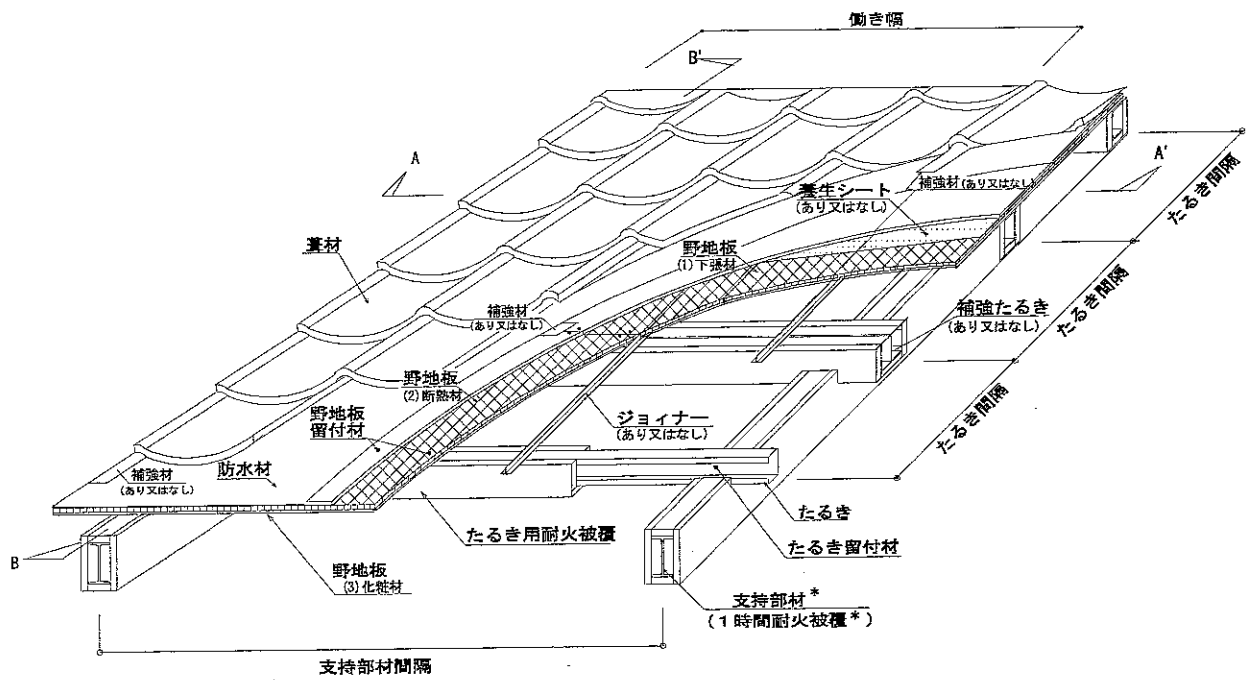 働き幅
B'
A
A'
養生シート
(あり又はなし)
補強材(あり又はなし)
たるき間隔
葺材
野地板
(1)下張材
たるき間隔
補強材
(あり又はなし)
補強たるき
(あり又はなし)
野地板
(2)断熱材
野地板
留付材
ジョイナー
(あり又はなし)
たるき間隔
補強材
(あり又はなし)
防水材
たるき
たるき用耐火被覆
たるき留付材
B
野地板
(3)化粧材
支持部材*
(1時間耐火被覆*)
支持部材間隔